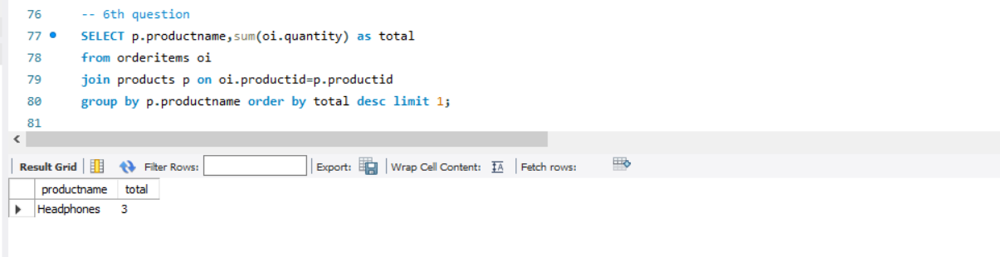 76 -- 6th question
77 SELECT p.productname,sum(oi.quantity) as total
78 from orderitems oi
79 join products p on oi.productid=p.productid
80 group by p.productname order by total desc limit 1;
81
Result Grid Filter Rows: Export: Wrap Cell Content: Fetch rows:
productname total
Headphones 3